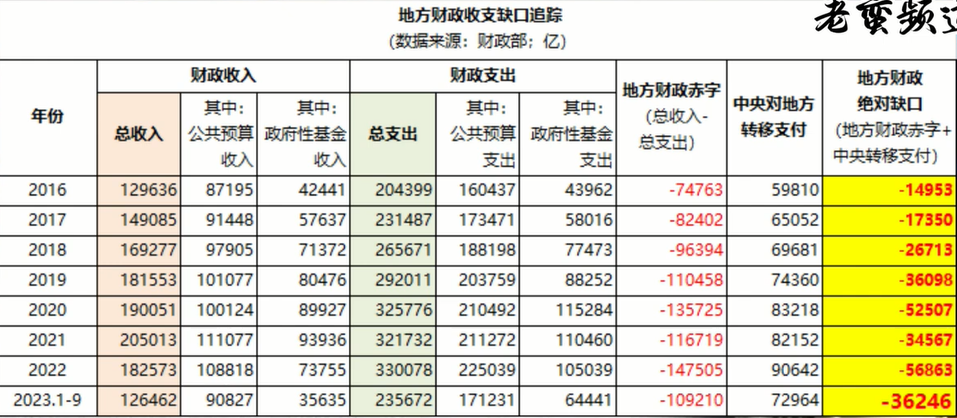 老蛮频道
地方财政收支缺口追踪
(数据来源：财政部；亿)
年份 财政收入 财政支出 地方财政赤字 (总收入-总支出) 中央对地方转移支付 地方财政绝对缺口 (地方财政赤字+中央转移支付)
总收入 其中：公共预算收入 其中：政府性基金收入 总支出 其中：公共预算支出 其中：政府性基金支出
2016 129636 87195 42441 204399 160437 43962 -74763 59810 -14953
2017 149085 91448 57637 231487 173471 58016 -82402 65052 -17350
2018 169277 97905 71372 265671 188198 77473 -96394 69681 -26713
2019 181553 101077 80476 292011 203759 88252 -110458 74360 -36098
2020 190051 100124 89927 325776 210492 115284 -135725 83218 -52507
2021 205013 111077 93936 321732 211272 110460 -116719 82152 -34567
2022 182573 108818 73755 330078 225039 105039 -147505 90642 -56863
2023.1-9 126462 90827 35635 235672 171231 64441 -109210 72964 -36246